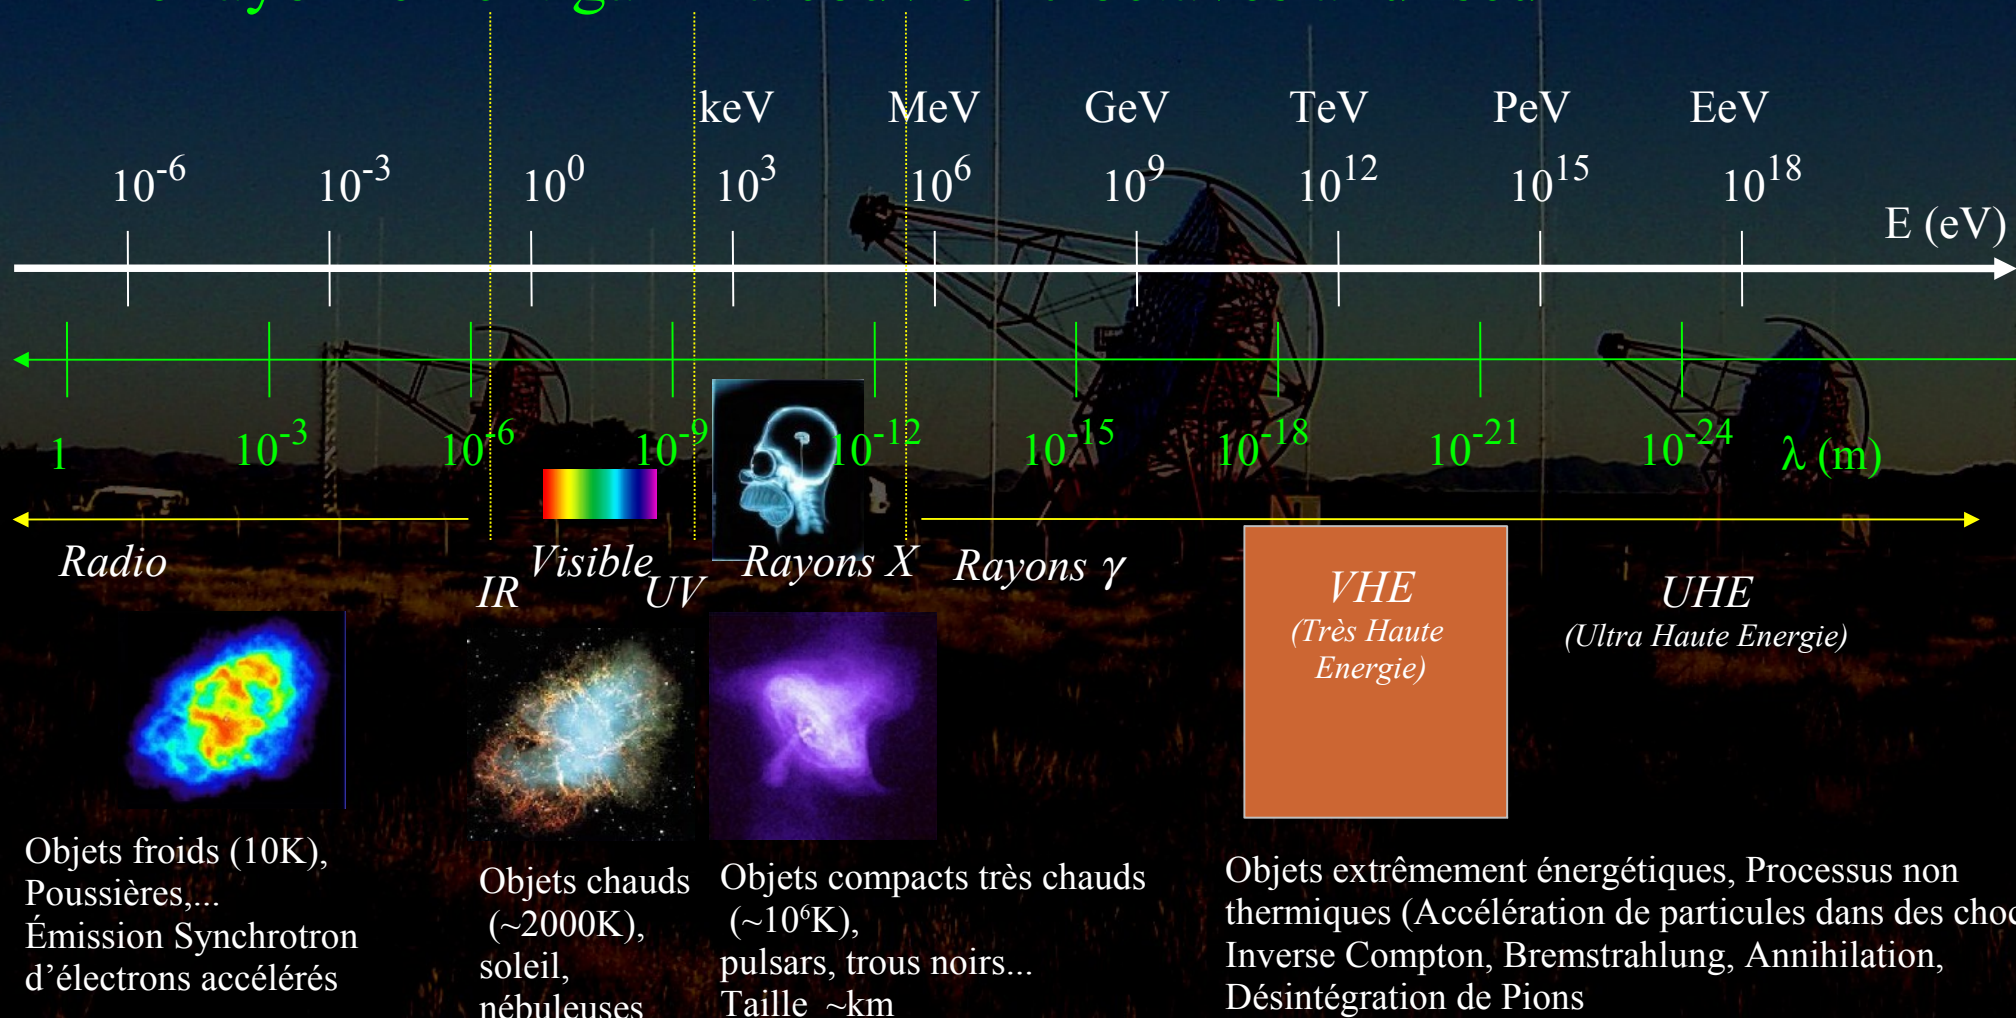 keV MeV GeV TeV PeV EeV
10⁻⁶ 10⁻³ 10⁰ 10³ 10⁶ 10⁹ 10¹² 10¹⁵ 10¹⁸
E (eV)
1 10⁻³ 10⁻⁶ 10⁻⁹ 10⁻¹² 10⁻¹⁵ 10⁻¹⁸ 10⁻²¹ 10⁻²⁴ λ (m)
Radio
IR
Visible
UV
Rayons X
Rayons γ
VHE
(Très Haute
Energie)
UHE
(Ultra Haute Energie)
Objets froids (10K),
Poussières,...
Émission Synchrotron
d’électrons accélérés
Objets chauds
(~2000K),
soleil,
nébuleuses
Objets compacts très chauds
(~10⁶K),
pulsars, trous noirs...
Taille ~km
Objets extrêmement énergétiques, Processus non
thermiques (Accélération de particules dans des choc
Inverse Compton, Bremstrahlung, Annihilation,
Désintégration de Pions